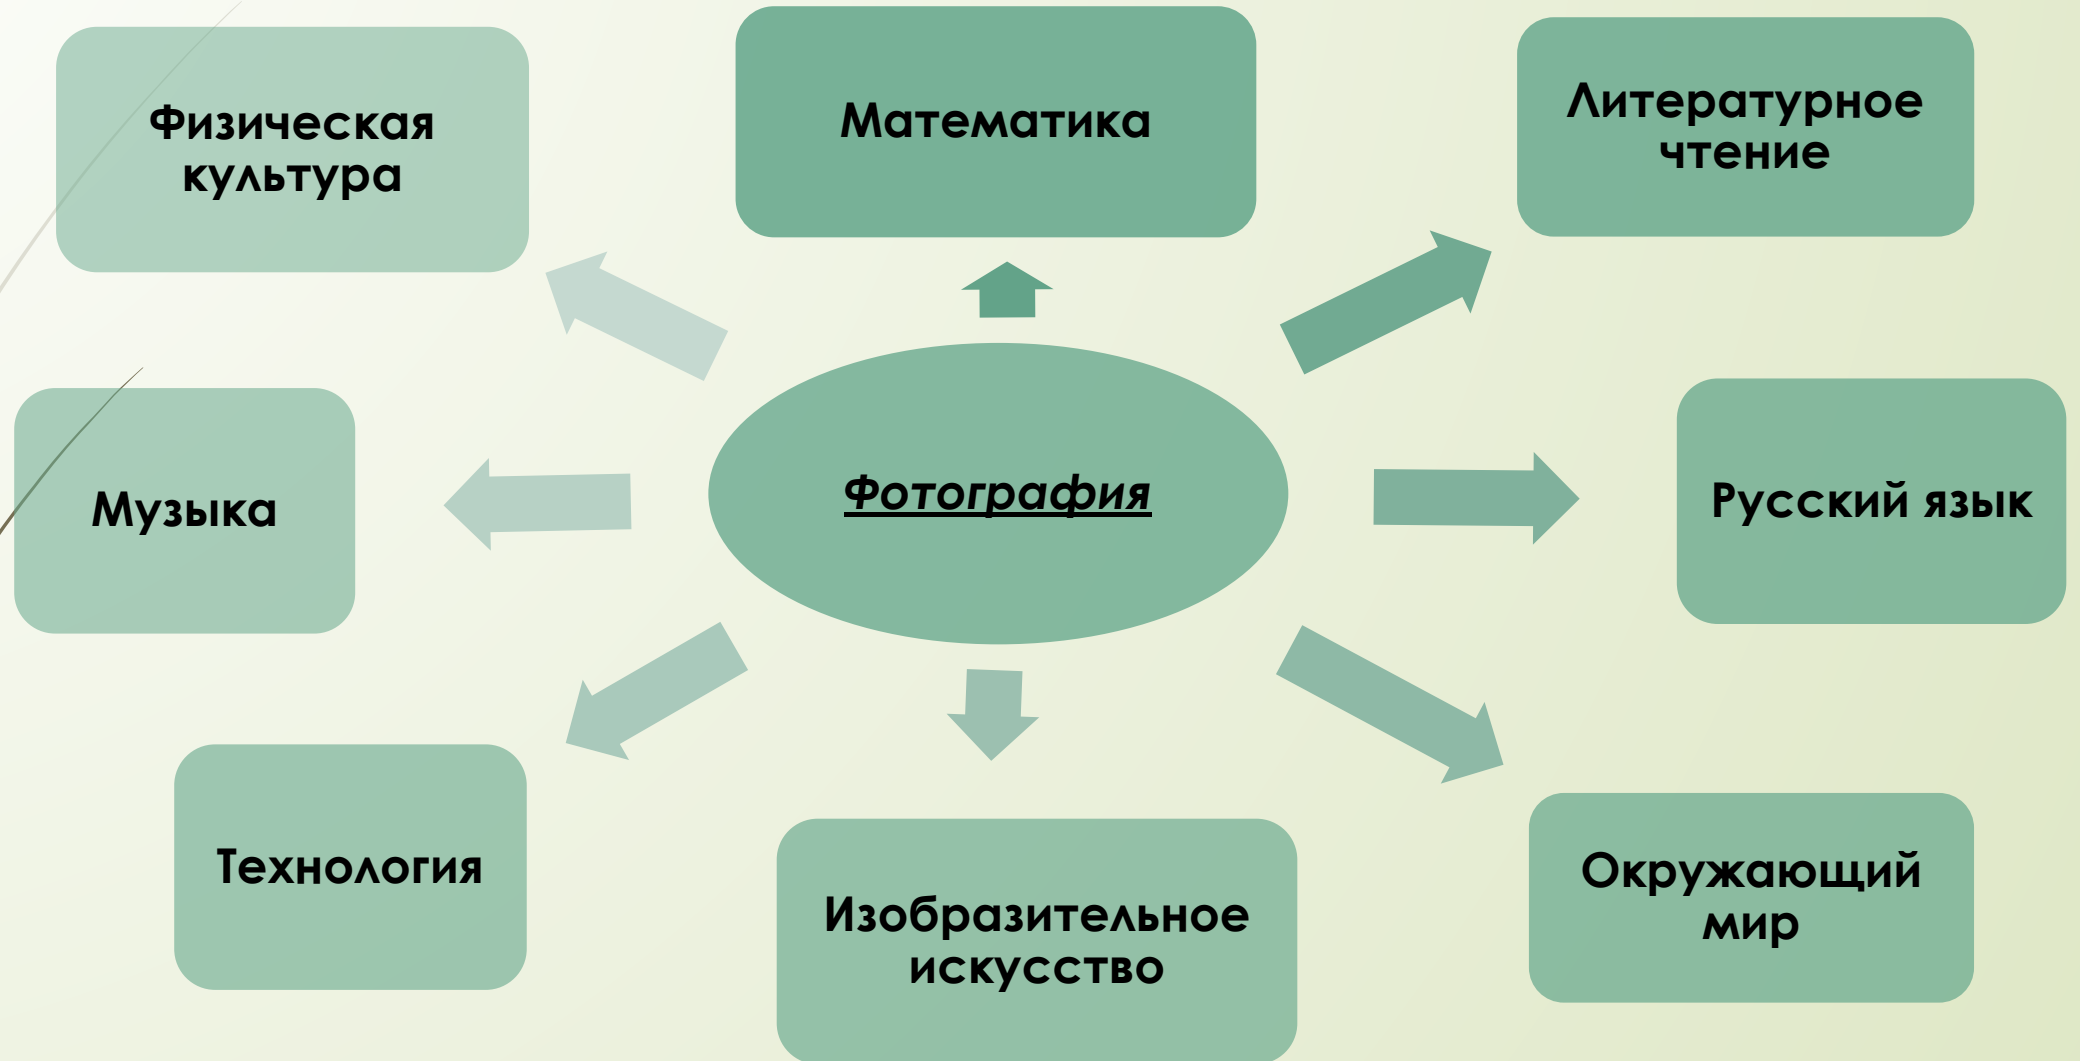 Физическая
культура
Математика
Литературное
чтение
Музыка
Фотография
Русский язык
Технология
Изобразительное
искусство
Окружающий
мир